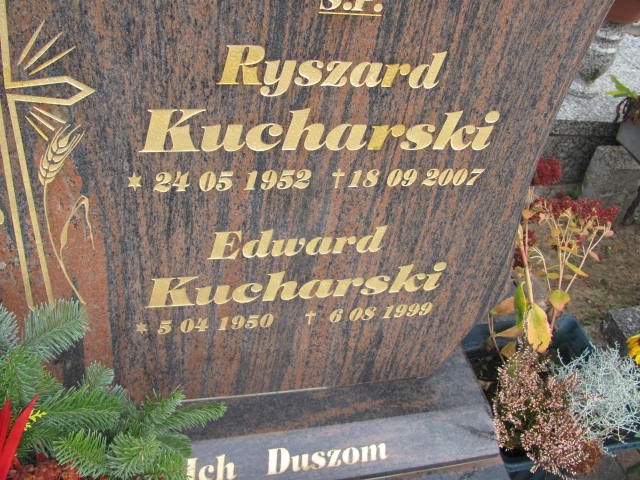 Ś.P.
Ryszard
Kucharski
* 24 05 1952 † 18 09 2007
Edward
Kucharski
* 5 04 1950 † 6 08 1999
Ich Duszom